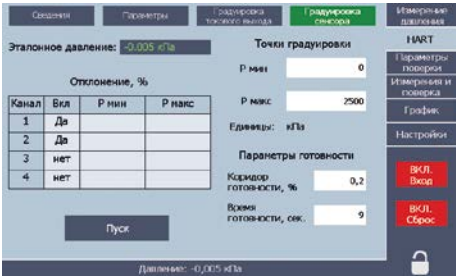 Сведения
Параметры
Градуировка
токового выхода
Градуировка
сенсора
Измерение
давления
HART
Параметры
поверки
Измерения и
поверка
График
Настройки
ВКЛ.
Вход
ВКЛ.
Сброс
Эталонное давление: -0.005 кПа
Отклонение, %
Канал Вкл Р мин Р макс
1 Да
2 Да
3 нет
4 нет
Пуск
Точки градуировки
Р мин 0
Р макс 2500
Единицы: кПа
Параметры готовности
Коридор
готовности, % 0,2
Время
готовности, сек. 9
Давление: -0,005 кПа